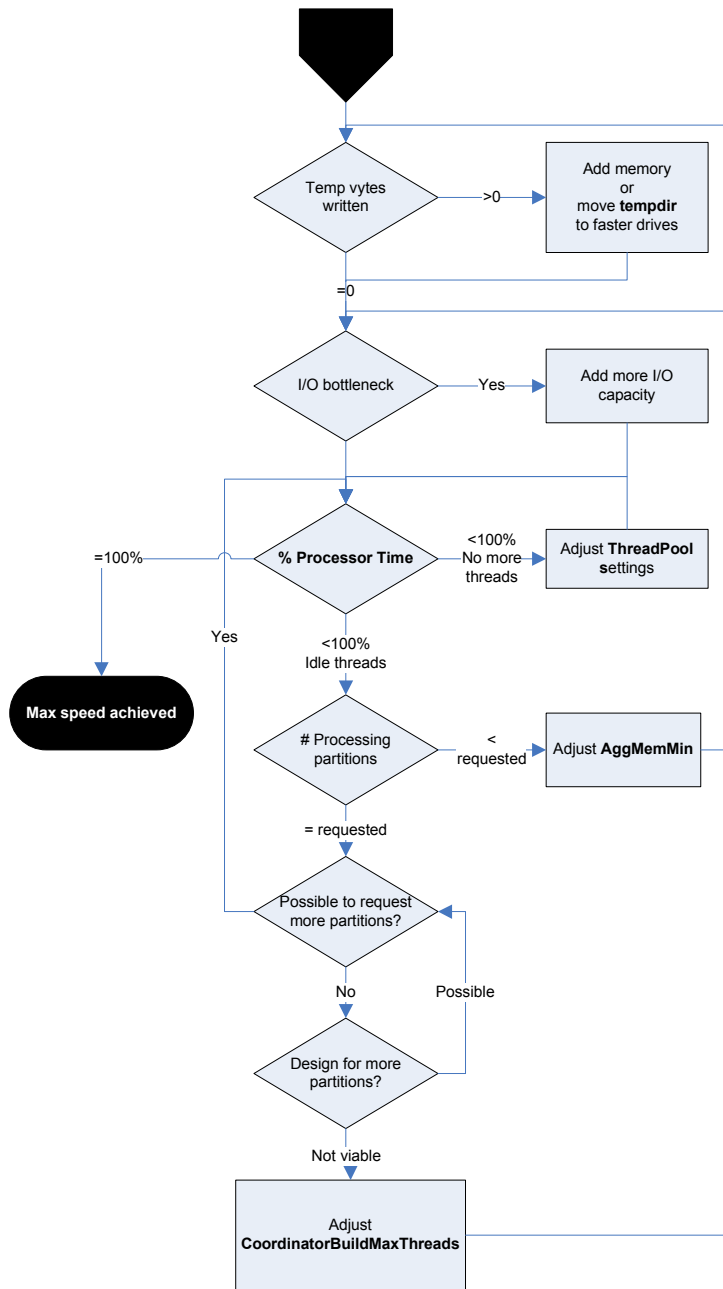 Temp vytes
written
>0
Add memory
or
move tempdir
to faster drives
=0
I/O bottleneck
Yes
Add more I/O
capacity
=100%
% Processor Time
<100%
No more
threads
Adjust ThreadPool
settings
Yes
<100%
Idle threads
Max speed achieved
# Processing
partitions
<
requested
Adjust AggMemMin
= requested
Possible to request
more partitions?
No
Possible
Design for more
partitions?
Not viable
Adjust
CoordinatorBuildMaxThreads